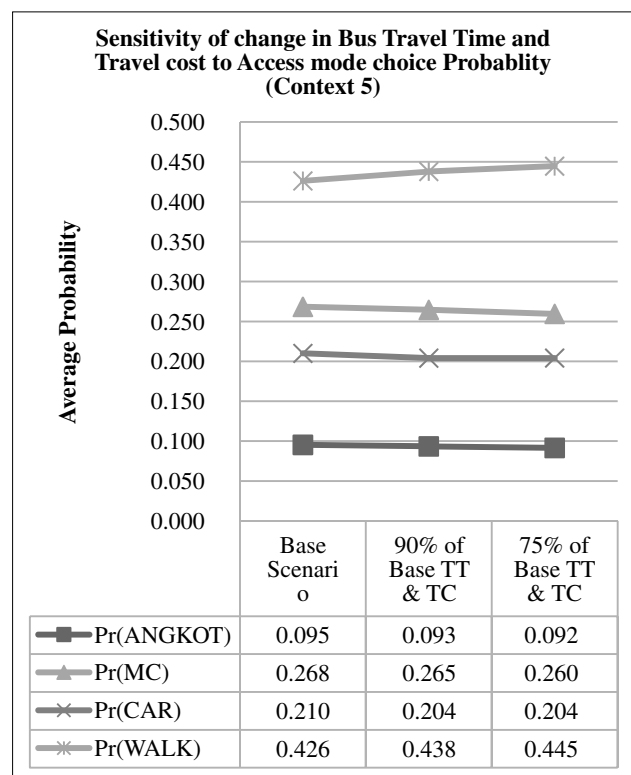 Sensitivity of change in Bus Travel Time and
Travel cost to Access mode choice Probablity
(Context 5)
Average Probability
0.500
0.450
0.400
0.350
0.300
0.250
0.200
0.150
0.100
0.050
0.000
Base Scenari o 90% of Base TT & TC 75% of Base TT & TC
Pr(ANGKOT) 0.095 0.093 0.092
Pr(MC) 0.268 0.265 0.260
Pr(CAR) 0.210 0.204 0.204
Pr(WALK) 0.426 0.438 0.445